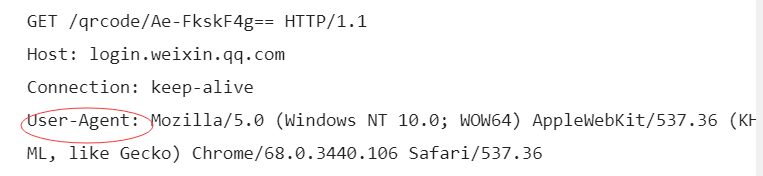 GET /qrcode/Ae-FkskF4g== HTTP/1.1
Host: login.weixin.qq.com
Connection: keep-alive
User-Agent: Mozilla/5.0 (Windows NT 10.0; WOW64) AppleWebKit/537.36 (KH
ML, like Gecko) Chrome/68.0.3440.106 Safari/537.36